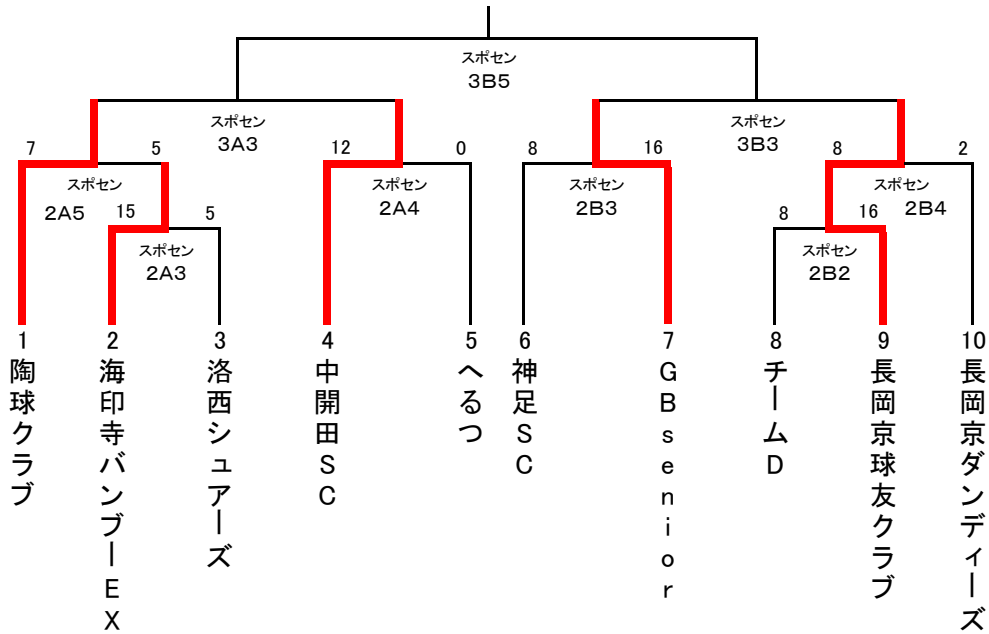 スポセン
3B5
スポセン
3A3
スポセン
3B3
7
5
12
0
8
16
8
2
スポセン
2A5
スポセン
2A4
スポセン
2B3
スポセン
2B4
15
5
8
16
スポセン
2A3
スポセン
2B2
1
2
3
4
5
6
7
8
9
10
陶球クラブ
海印寺バンブーEX
洛西シュアーズ
中開田SC
へるつ
神足SC
GBsenior
チームD
長岡京球友クラブ
長岡京ダンディーズ